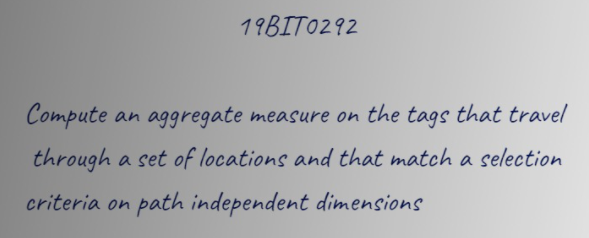 19BIT0292
Compute an aggregate measure on the tags that travel
through a set of locations and that match a selection
criteria on path independent dimensions